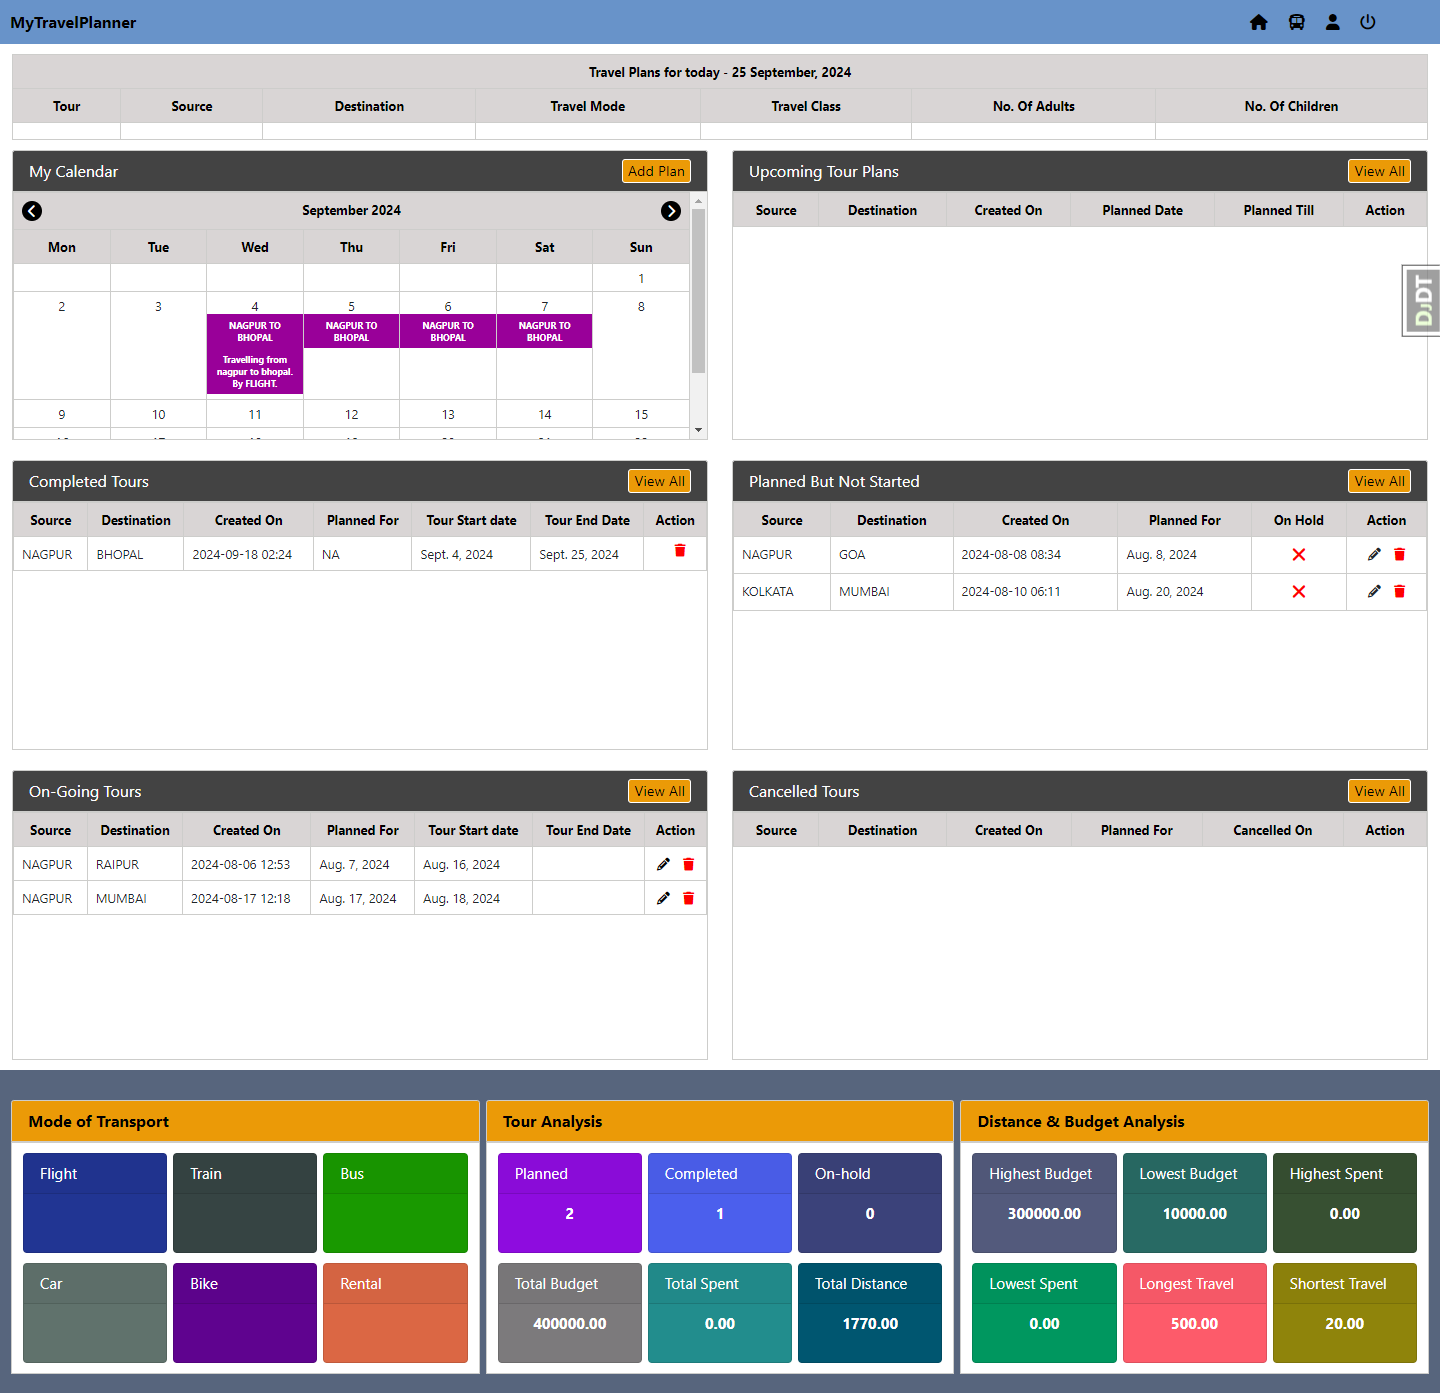 MyTravelPlanner
Travel Plans for today - 25 September, 2024
Tour Source Destination Travel Mode Travel Class No. Of Adults No. Of Children
My Calendar Add Plan
September 2024
Mon Tue Wed Thu Fri Sat Sun
1
2 3 4 5 6 7 8
NAGPUR TO NAGPUR TO NAGPUR TO NAGPUR TO
BHOPAL BHOPAL BHOPAL BHOPAL
Travelling from
nagpur to bhopal.
By FLIGHT.
9 10 11 12 13 14 15
Upcoming Tour Plans View All
Source Destination Created On Planned Date Planned Till Action
DJDT
Completed Tours View All
Source Destination Created On Planned For Tour Start date Tour End Date Action
NAGPUR BHOPAL 2024-09-18 02:24 NA Sept. 4, 2024 Sept. 25, 2024
Planned But Not Started View All
Source Destination Created On Planned For On Hold Action
NAGPUR GOA 2024-08-08 08:34 Aug. 8, 2024
KOLKATA MUMBAI 2024-08-10 06:11 Aug. 20, 2024
On-Going Tours View All
Source Destination Created On Planned For Tour Start date Tour End Date Action
NAGPUR RAIPUR 2024-08-06 12:53 Aug. 7, 2024 Aug. 16, 2024
NAGPUR MUMBAI 2024-08-17 12:18 Aug. 17, 2024 Aug. 18, 2024
Cancelled Tours View All
Source Destination Created On Planned For Cancelled On Action
Mode of Transport
Flight Train Bus
Car Bike Rental
Tour Analysis
Planned Completed On-hold
2 1 0
Total Budget Total Spent Total Distance
400000.00 0.00 1770.00
Distance & Budget Analysis
Highest Budget Lowest Budget Highest Spent
300000.00 10000.00 0.00
Lowest Spent Longest Travel Shortest Travel
0.00 500.00 20.00